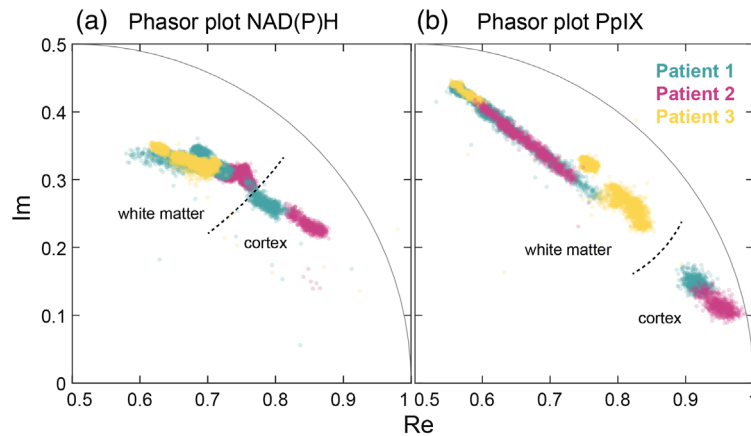 (a) Phasor plot NAD(P)H
(b) Phasor plot PpIX
0.5
0.4
0.3
0.2
0.1
0
Im
white matter
cortex
0.5 0.6 0.7 0.8 0.9 1
Patient 1
Patient 2
Patient 3
white matter
cortex
0.5 0.6 0.7 0.8 0.9 1
Re